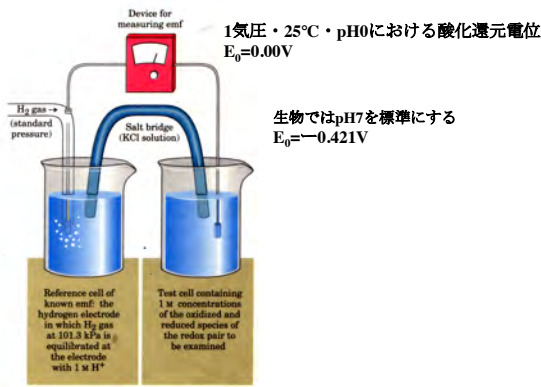 Device for
measuring emf
1気圧・25℃・pH0における酸化還元電位
E₀=0.00V
H₂ gas→
(standard
pressure)
Salt bridge
(KCl solution)
生物ではpH7を標準にする
E₀=ー0.421V
Reference cell of
known emf: the
hydrogen electrode
in which H₂ gas
at 101.3 kPa is
equilibrated at
the electrode
with 1 M H⁺
Test cell containing
1 M concentrations
of the oxidized and
reduced species of
the redox pair to
be examined